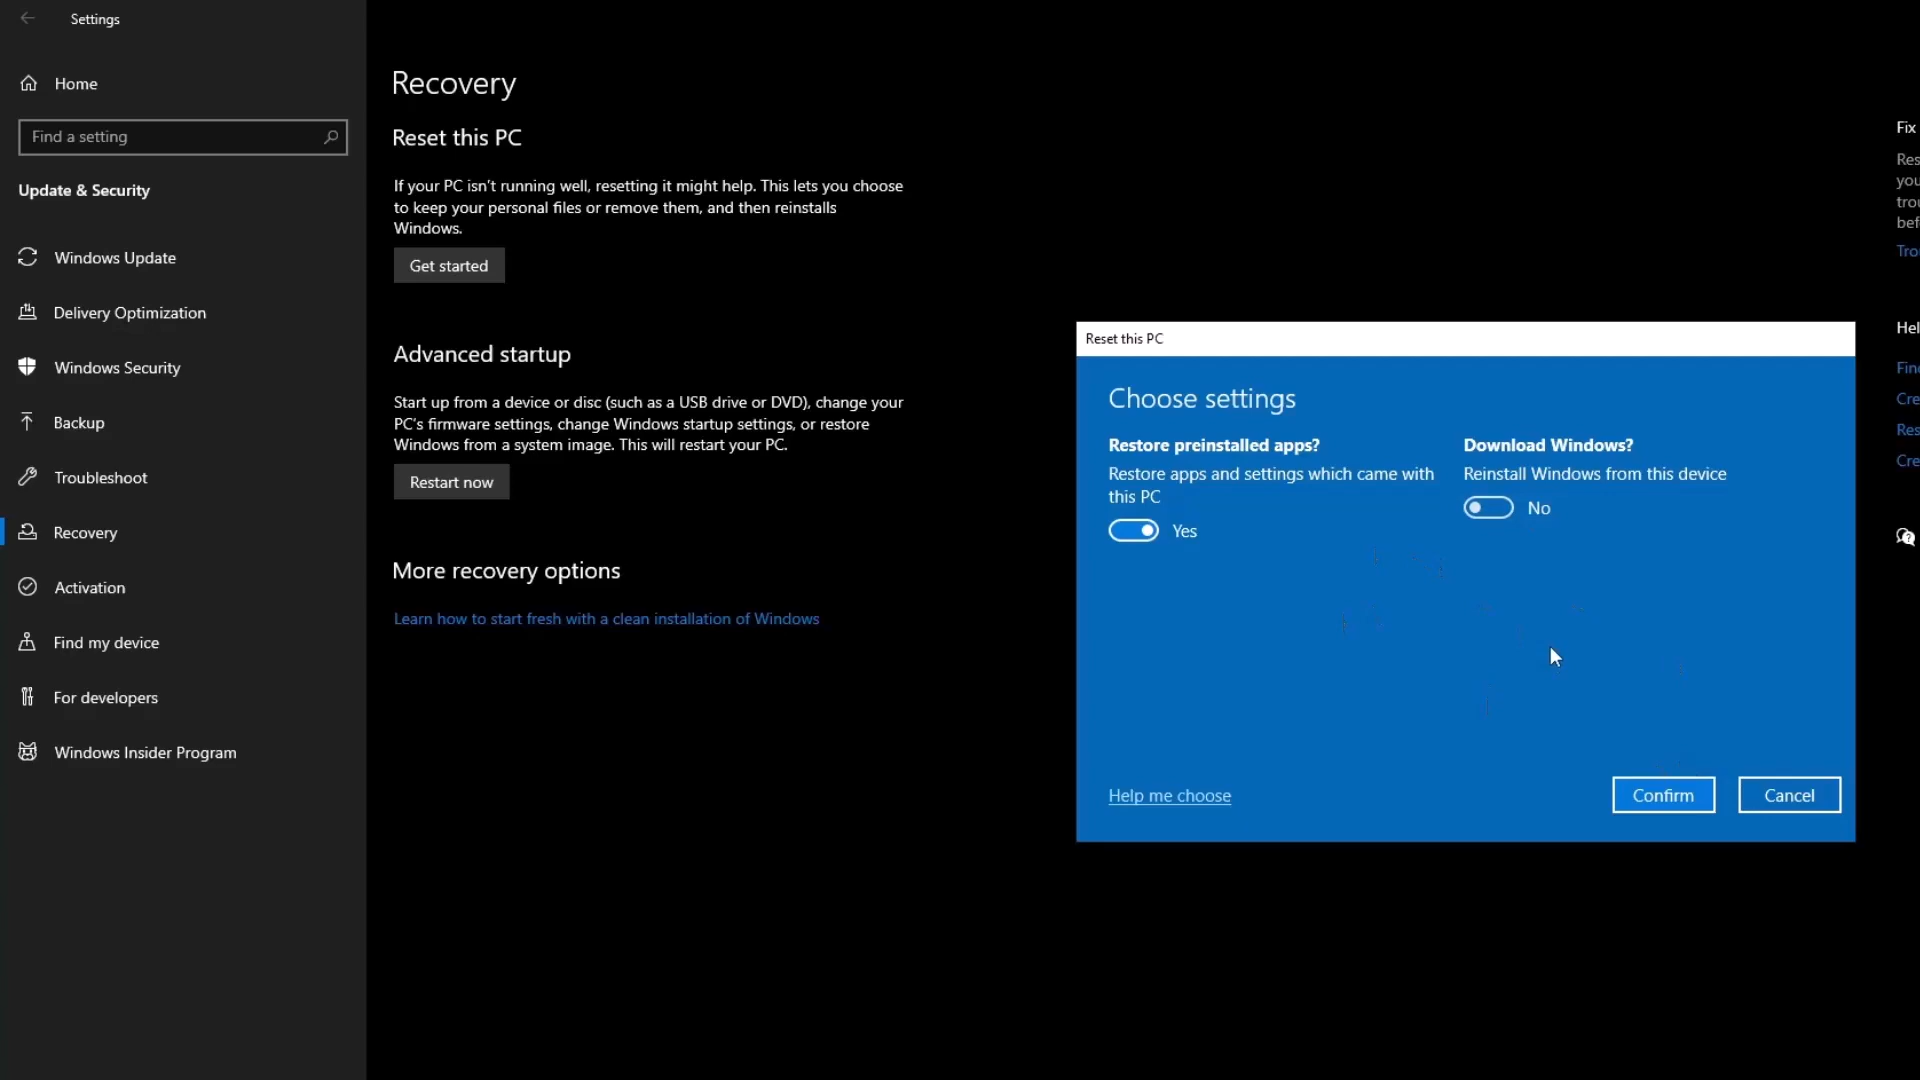 Settings
Home
Find a setting
Update & Security
Windows Update
Delivery Optimization
Windows Security
Backup
Troubleshoot
Recovery
Activation
Find my device
For developers
Windows Insider Program
Recovery
Reset this PC
If your PC isn't running well, resetting it might help. This lets you choose
to keep your personal files or remove them, and then reinstalls
Windows.
Get started
Advanced startup
Start up from a device or disc (such as a USB drive or DVD), change your
PC's firmware settings, change Windows startup settings, or restore
Windows from a system image. This will restart your PC.
Restart now
More recovery options
Learn how to start fresh with a clean installation of Windows
Reset this PC
Choose settings
Restore preinstalled apps?
Restore apps and settings which came with
this PC
Yes
Download Windows?
Reinstall Windows from this device
No
Help me choose
Confirm
Cancel
Fix